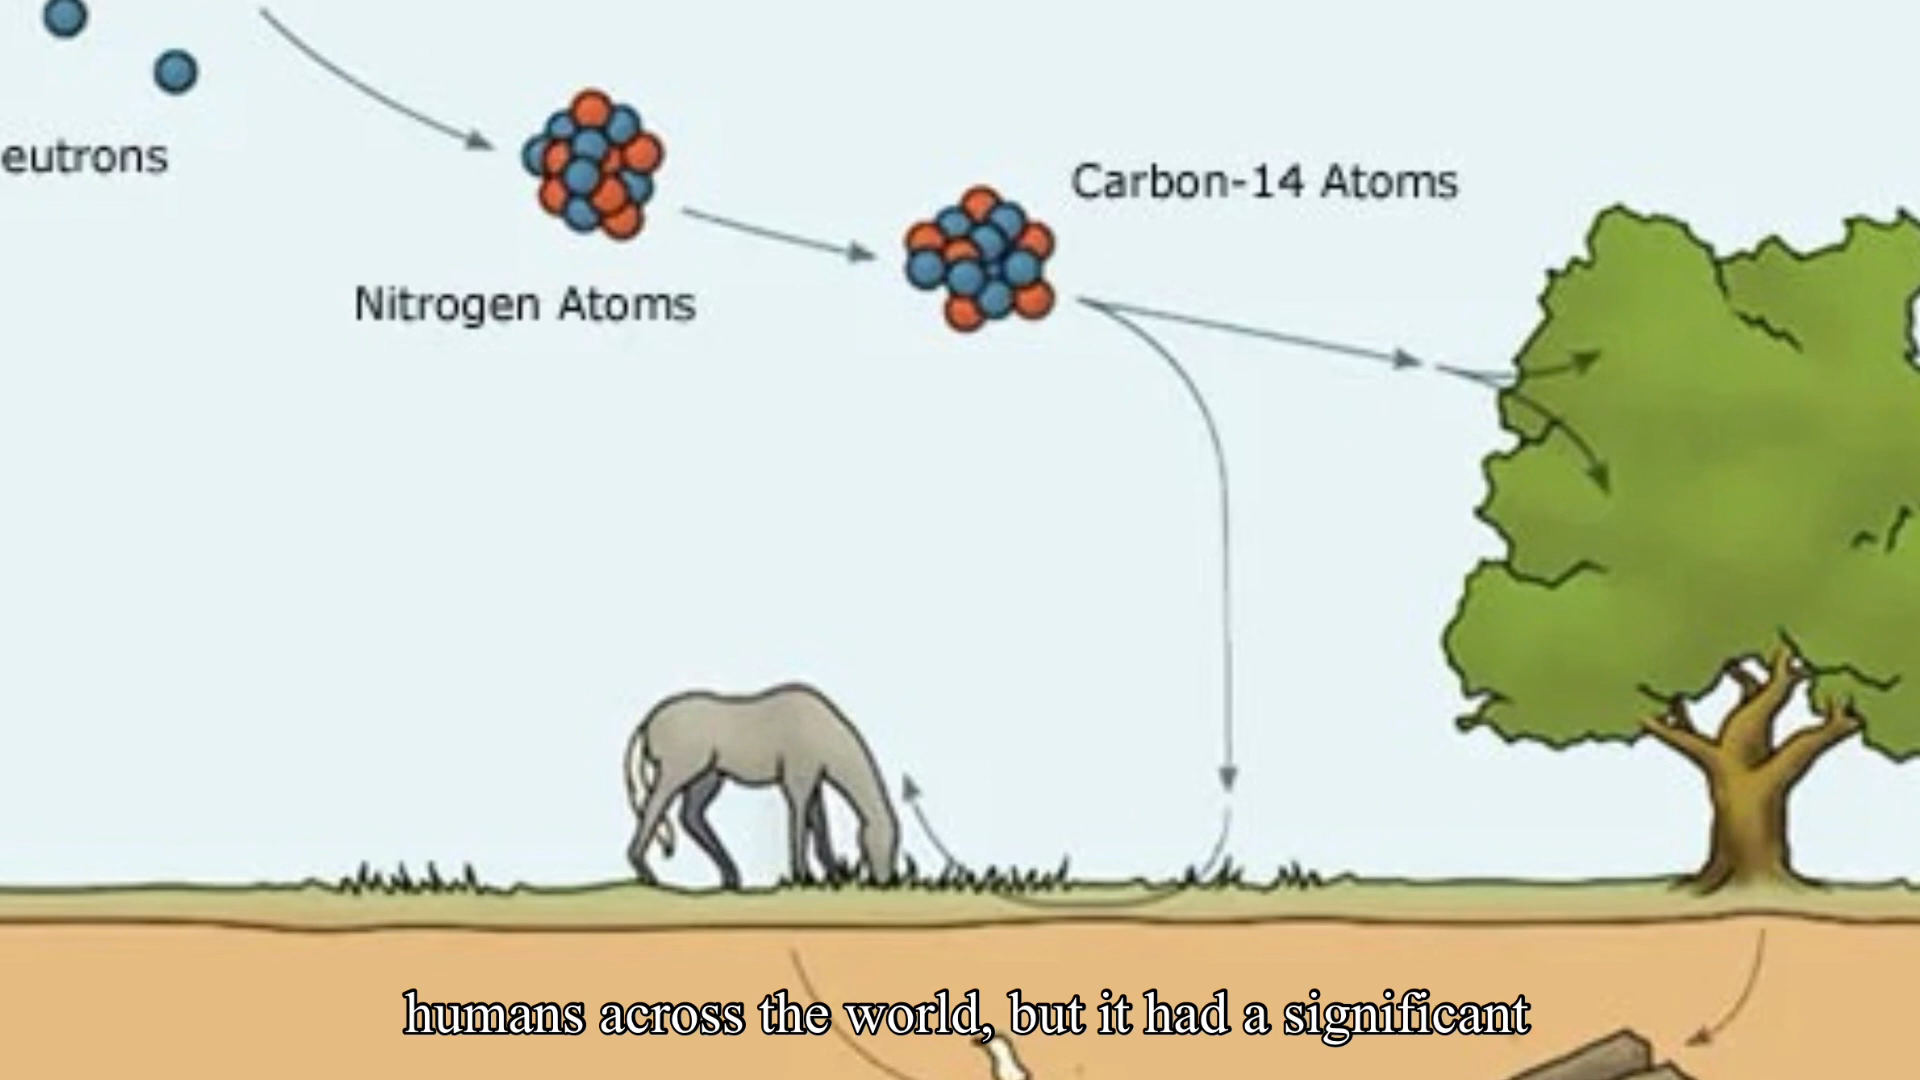 eutrons
Carbon-14 Atoms
Nitrogen Atoms
humans across the world, but it had a significant